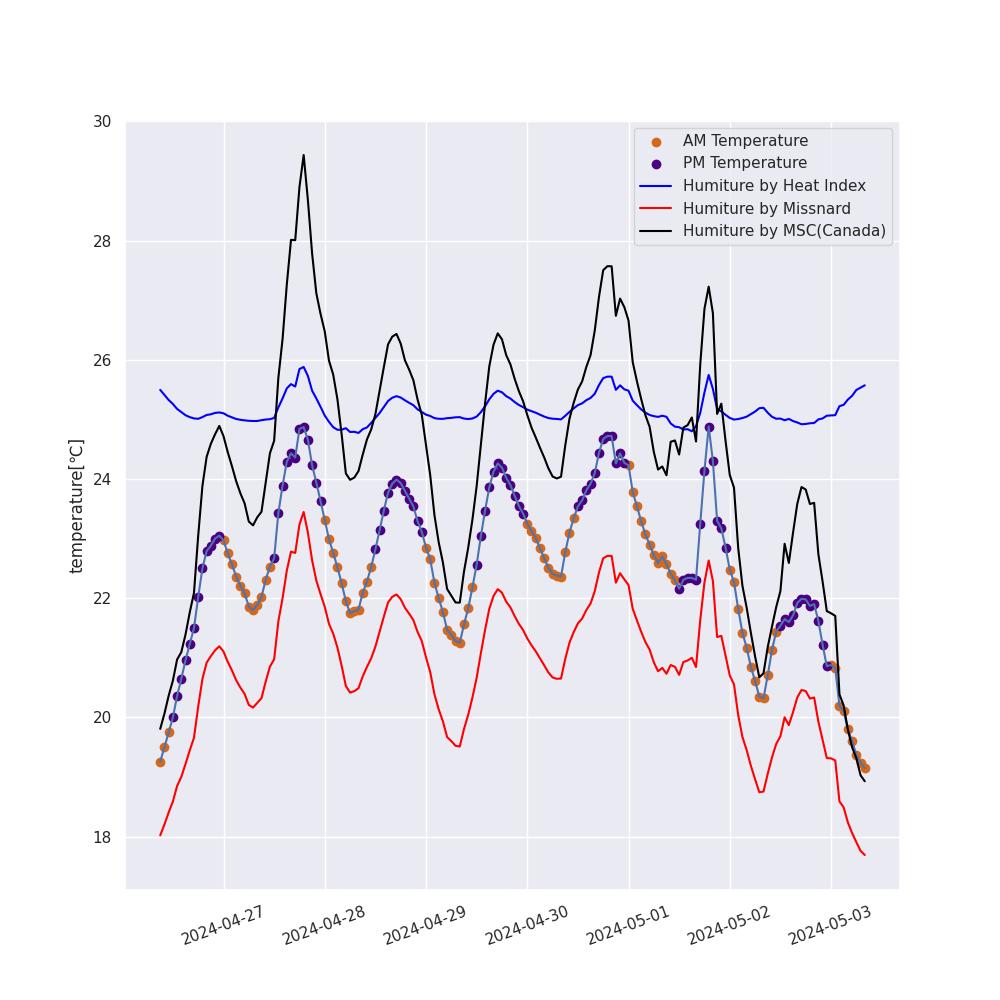 30
28
26
24
22
20
18
temperature[℃]
AM Temperature
PM Temperature
Humiture by Heat Index
Humiture by Missnard
Humiture by MSC(Canada)
2024-04-27
2024-04-28
2024-04-29
2024-04-30
2024-05-01
2024-05-02
2024-05-03